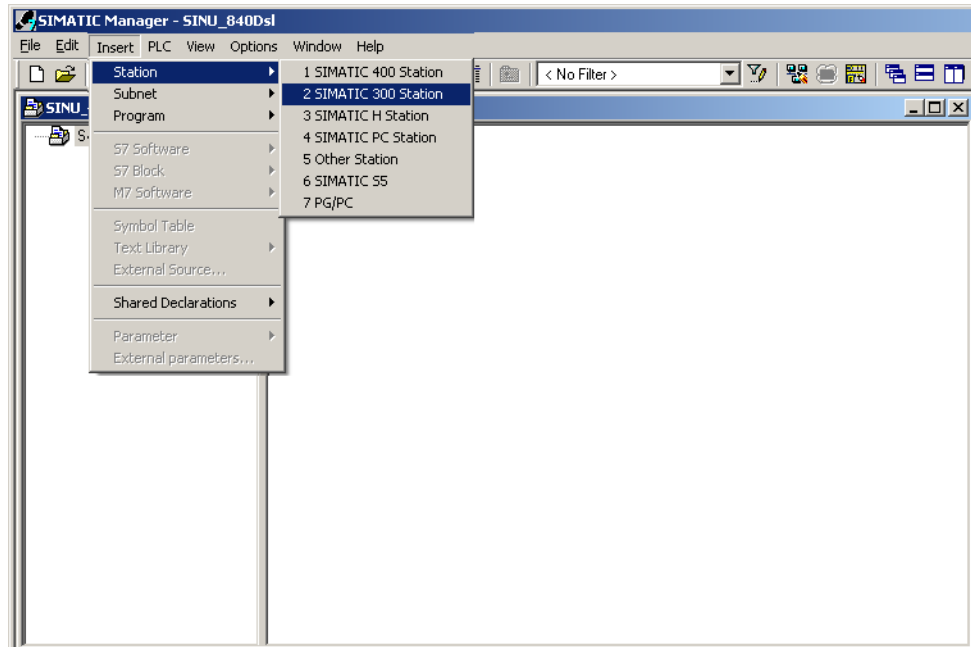 SIMATIC Manager - SINU_840Dsl
File Edit Insert PLC View Options Window Help
< No Filter >
SINU_
S
Station
Subnet
Program
S7 Software
S7 Block
M7 Software
Symbol Table
Text Library
External Source...
Shared Declarations
Parameter
External parameters...
1 SIMATIC 400 Station
2 SIMATIC 300 Station
3 SIMATIC H Station
4 SIMATIC PC Station
5 Other Station
6 SIMATIC S5
7 PG/PC